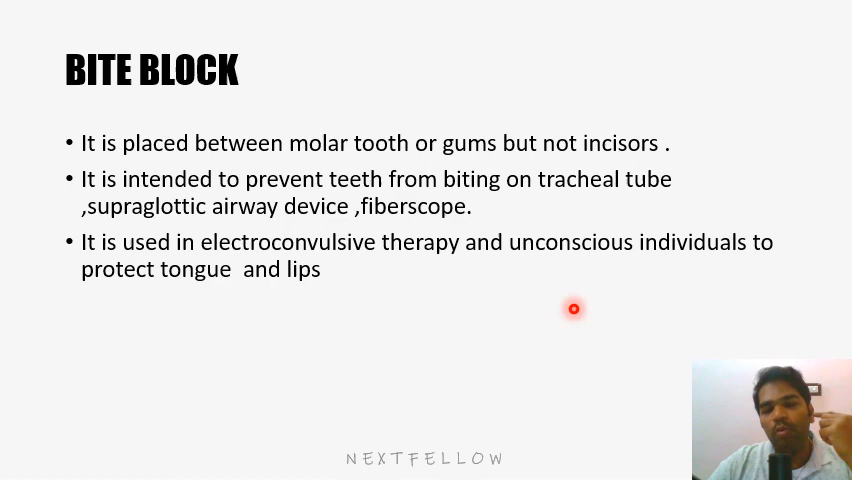 BITE BLOCK
• It is placed between molar tooth or gums but not incisors .
• It is intended to prevent teeth from biting on tracheal tube
,supraglottic airway device ,fiberscope.
• It is used in electroconvulsive therapy and unconscious individuals to
protect tongue  and lips
NEXTFELLOW